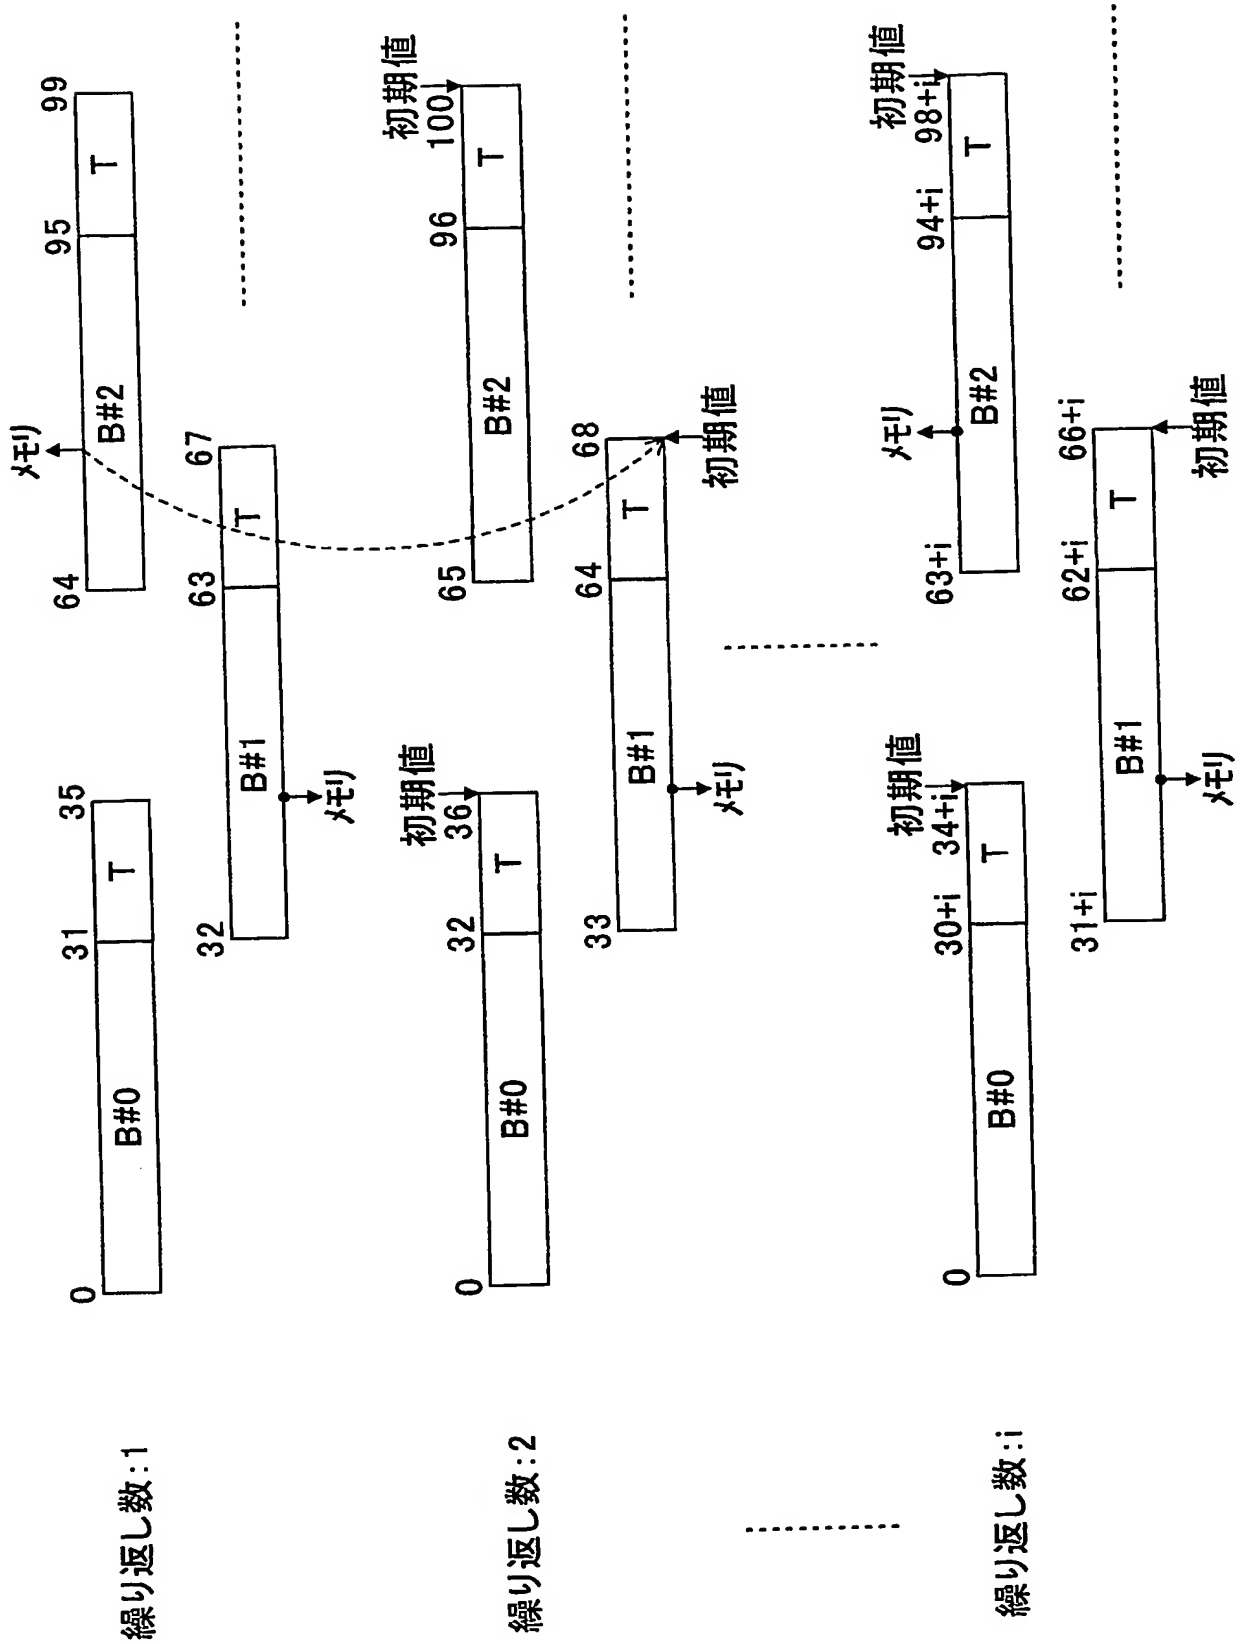 繰り返し数:1
0
B#0
31
T
35
32
B#1
メモリ
63
T
67
64
B#2
メモリ
95
T
99
繰り返し数:2
0
B#0
32
T
36
初期値
33
B#1
メモリ
64
T
68
初期値
65
B#2
96
T
100
初期値
繰り返し数:i
0
B#0
30+i
T
34+i
初期値
31+i
B#1
メモリ
62+i
T
66+i
初期値
63+i
B#2
メモリ
94+i
T
98+i
初期値